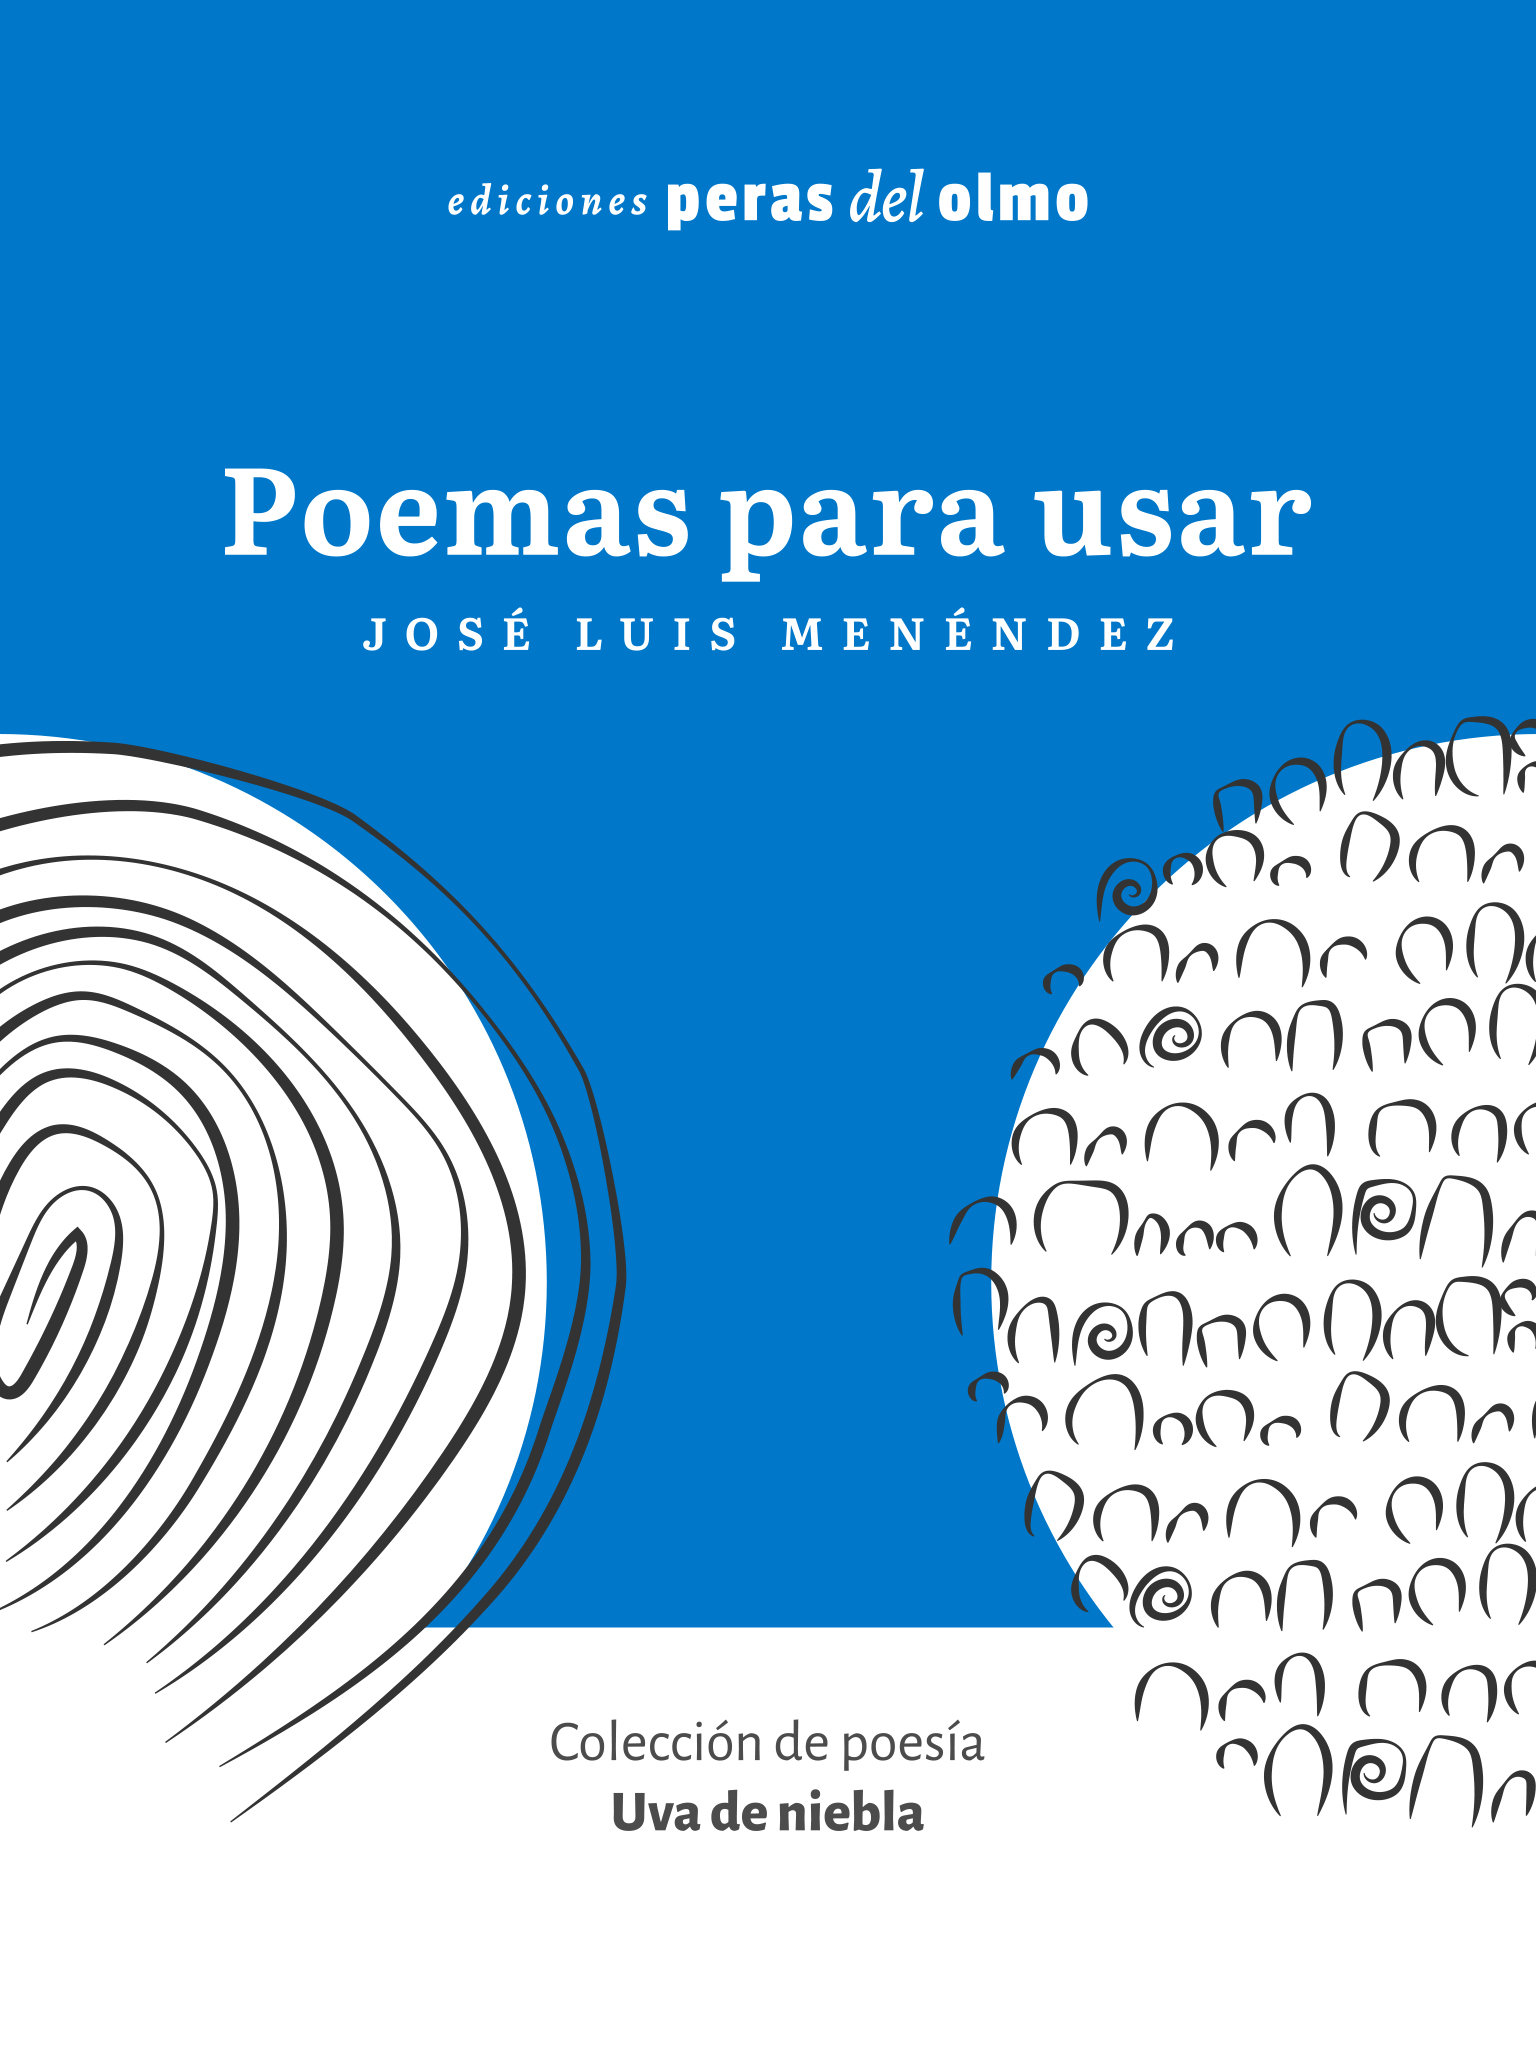 ediciones peras del olmo
Poemas para usar
JOSÉ LUIS MENÉNDEZ
Colección de poesía
Uva de niebla